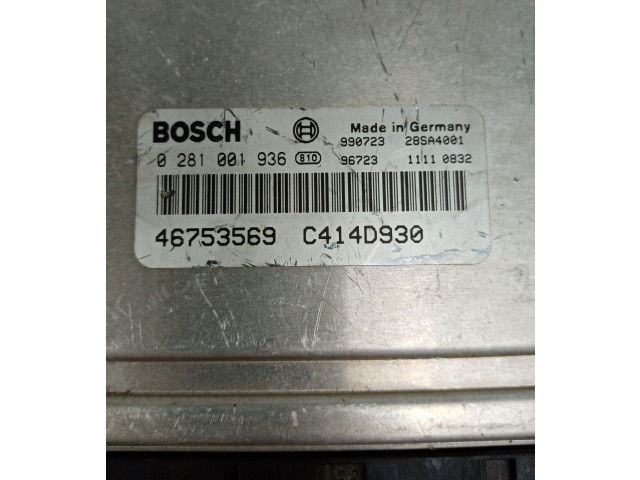 BOSCH Made in Germany
990723 28SA4001
0 281 001 936 810 96723 1111 0832
46753569 C414D930